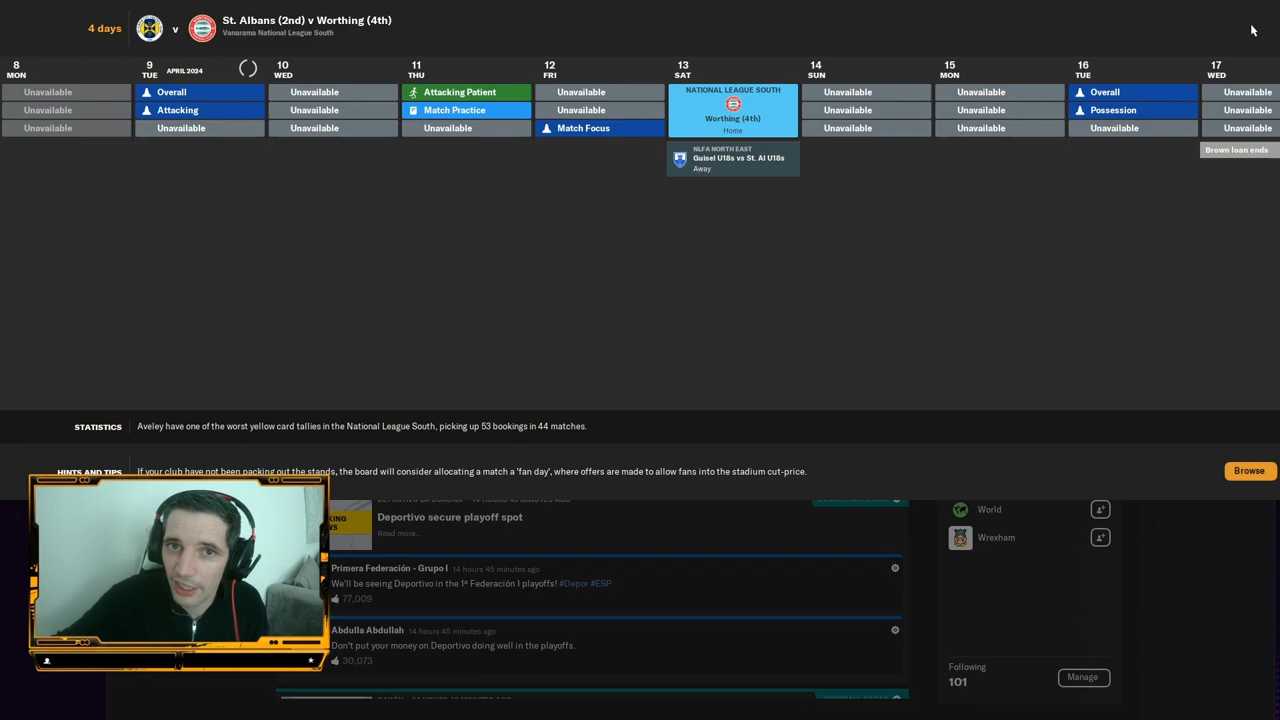 4 days
v
St. Albans (2nd) v Worthing (4th)
Vanarama National League South
8 MON
9 TUE APRIL 2024
10 WED
11 THU
12 FRI
13 SAT
14 SUN
15 MON
16 TUE
17 WED
Unavailable Overall Unavailable Attacking Patient Unavailable NATIONAL LEAGUE SOUTH Unavailable Unavailable Overall Unavailable
Unavailable Attacking Unavailable Match Practice Unavailable Worthing (4th) Unavailable Unavailable Possession Unavailable
Unavailable Unavailable Unavailable Unavailable Match Focus Home Unavailable Unavailable Unavailable Unavailable
NLFA NORTH EAST
Guisel U18s vs St. Al U18s
Away
Brown loan ends
STATISTICS Aveley have one of the worst yellow card tallies in the National League South, picking up 53 bookings in 44 matches.
HINTS AND TIPS If your club have not been packing out the stands, the board will consider allocating a match a 'fan day', where offers are made to allow fans into the stadium cut-price.
Browse
Deportivo secure playoff spot
Read more...
World
Wrexham
Primera Federación - Grupo I 14 hours 45 minutes ago
We'll be seeing Deportivo in the 1ª Federación I playoffs! #Depor #ESP
77,009
Abdulla Abdullah 14 hours 45 minutes ago
Don't put your money on Deportivo doing well in the playoffs.
30,073
Following
101
Manage